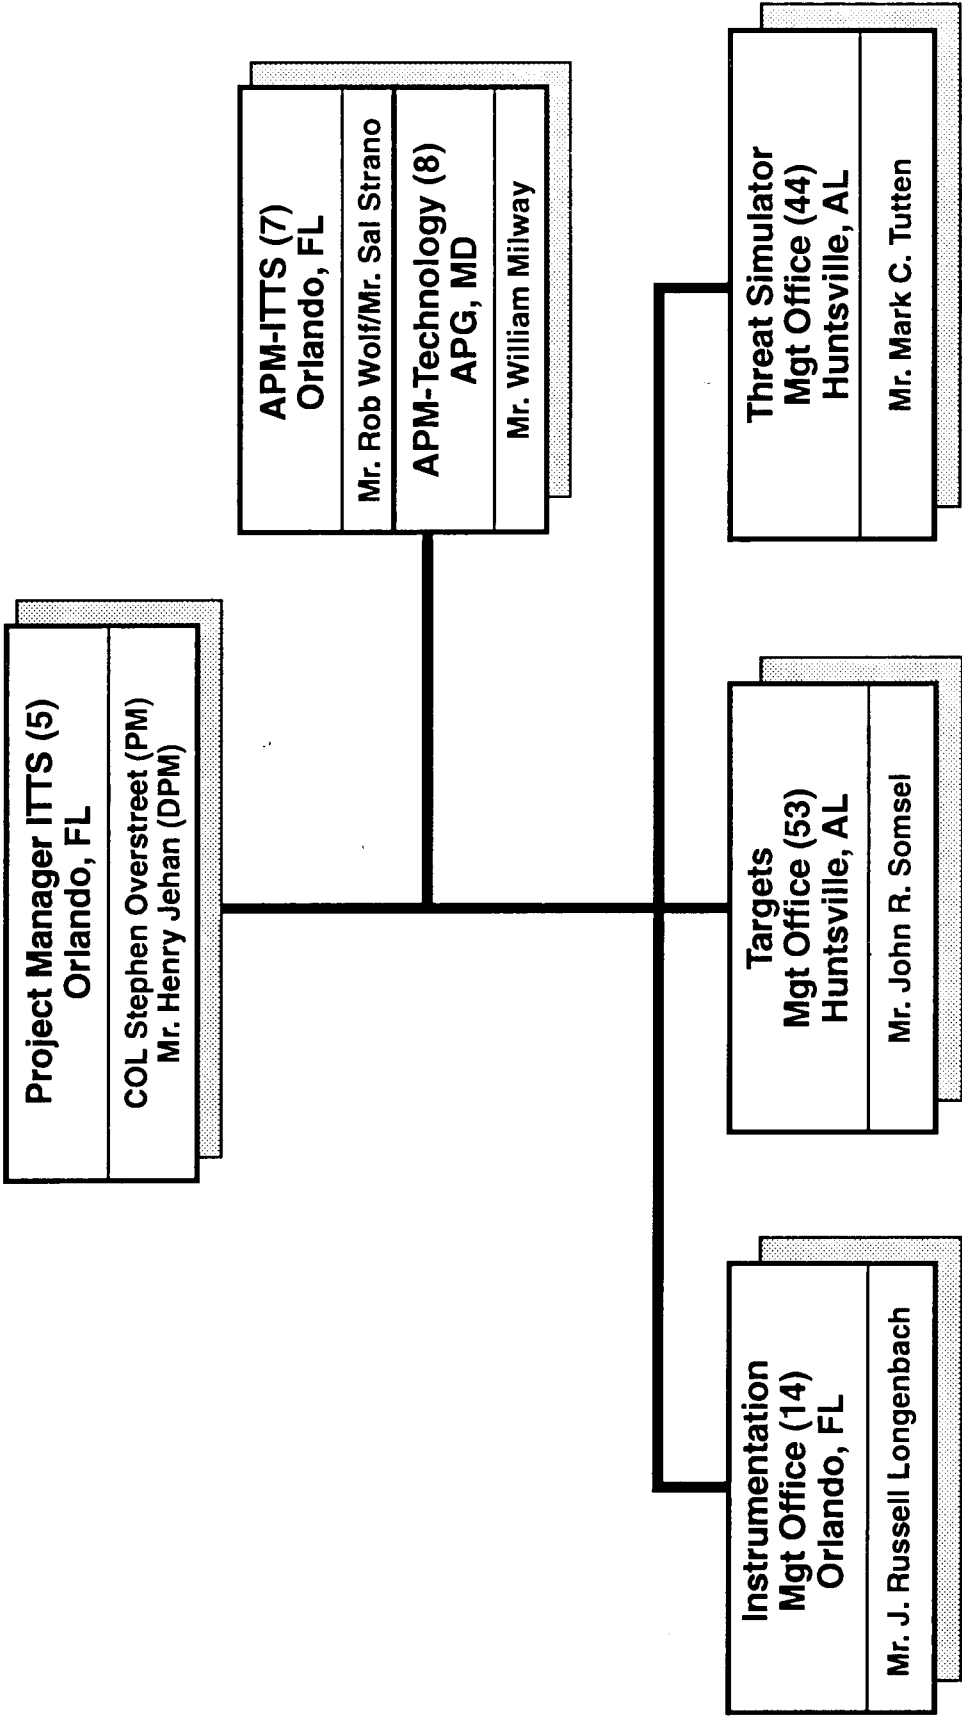 Project Manager ITTS (5)
Orlando, FL
COL Stephen Overstreet (PM)
Mr. Henry Jehan (DPM)
APM-ITTS (7)
Orlando, FL
Mr. Rob Wolf/Mr. Sal Strano
APM-Technology (8)
APG, MD
Mr. William Milway
Instrumentation
Mgt Office (14)
Orlando, FL
Mr. J. Russell Longenbach
Targets
Mgt Office (53)
Huntsville, AL
Mr. John R. Somsel
Threat Simulator
Mgt Office (44)
Huntsville, AL
Mr. Mark C. Tutten